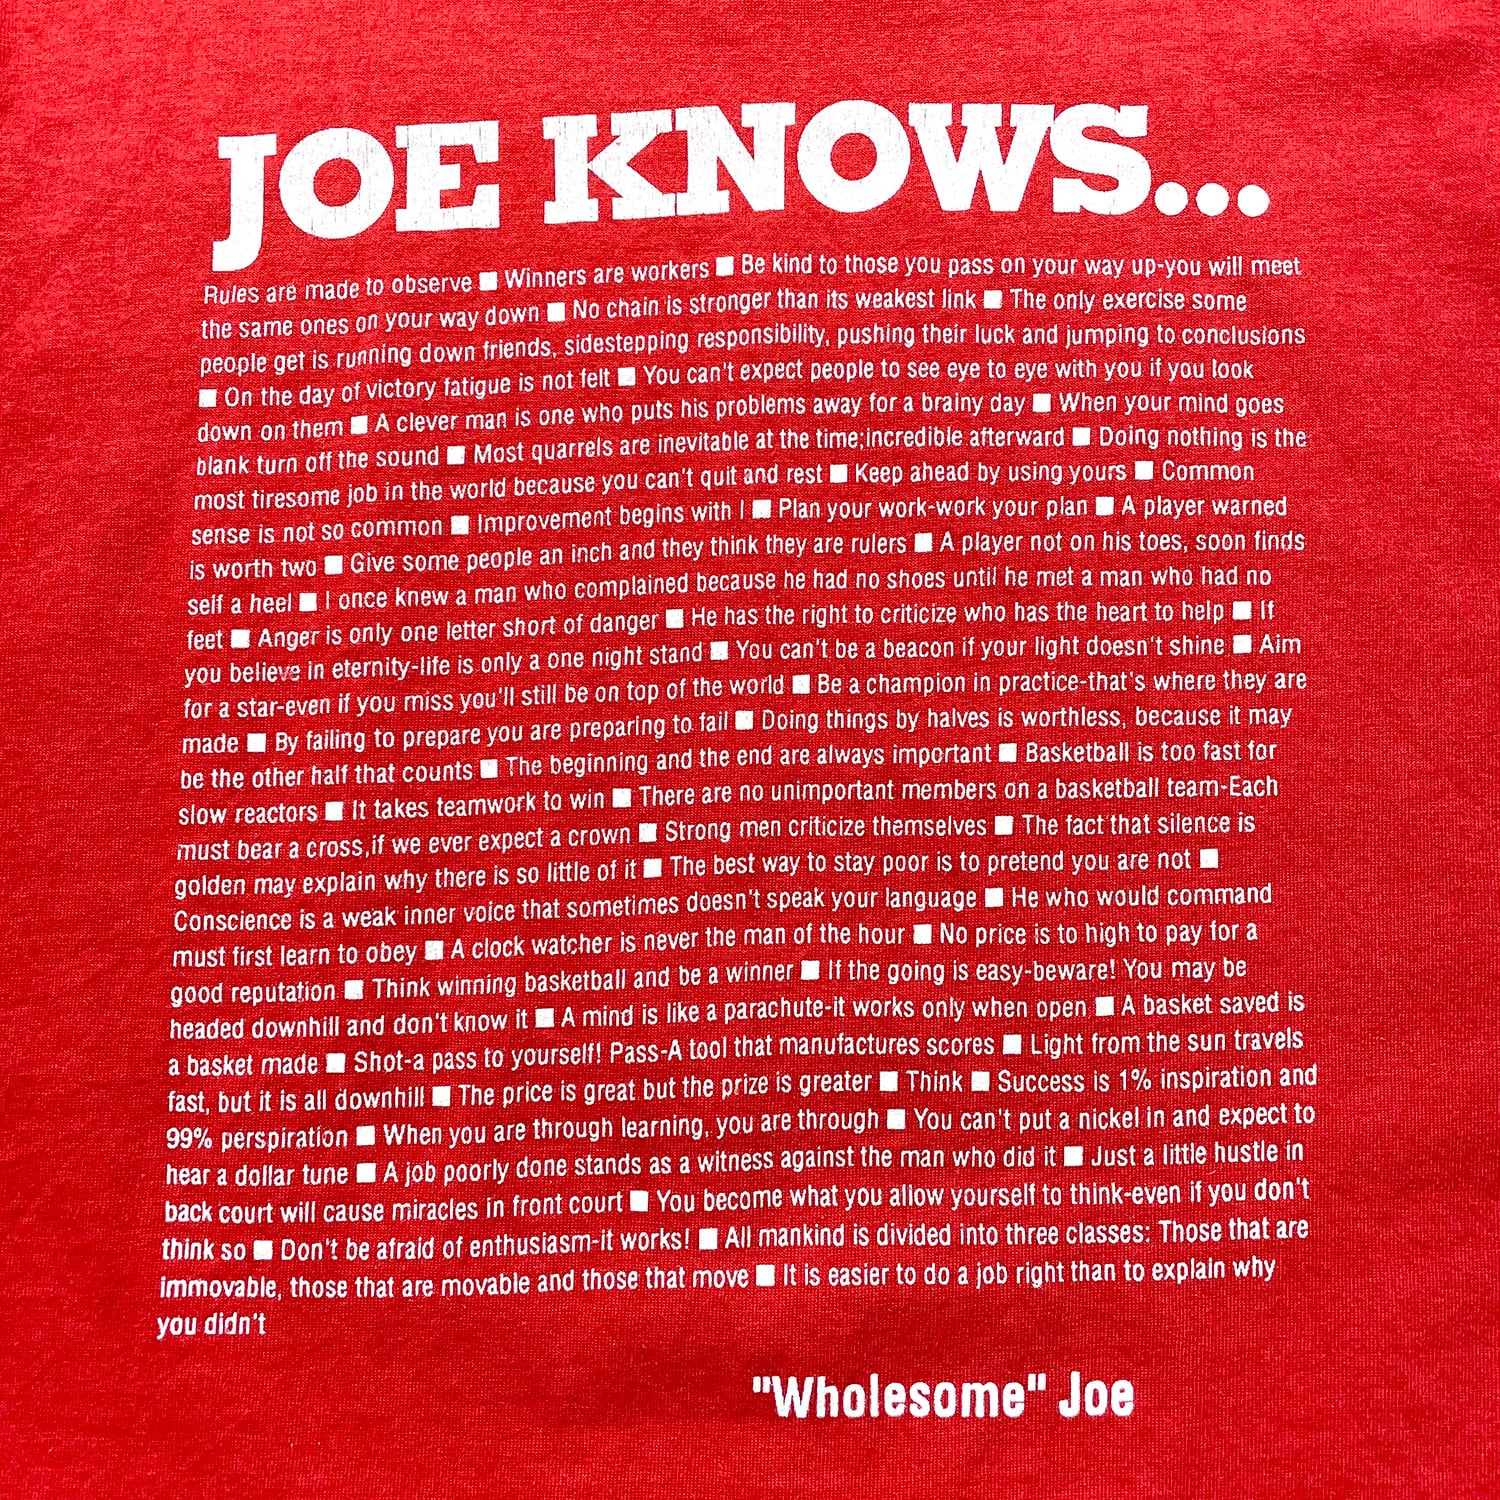 JOE KNOWS...
Rules are made to observe ■ Winners are workers ■ Be kind to those you pass on your way up-you will meet
the same ones on your way down ■ No chain is stronger than its weakest link ■ The only exercise some
people get is running down friends, sidestepping responsibility, pushing their luck and jumping to conclusions
■ On the day of victory fatigue is not felt ■ You can't expect people to see eye to eye with you if you look
down on them ■ A clever man is one who puts his problems away for a brainy day ■ When your mind goes
blank turn off the sound ■ Most quarrels are inevitable at the time;incredible afterward ■ Doing nothing is the
most tiresome job in the world because you can't quit and rest ■ Keep ahead by using yours ■ Common
sense is not so common ■ Improvement begins with I ■ Plan your work-work your plan ■ A player warned
is worth two ■ Give some people an inch and they think they are rulers ■ A player not on his toes, soon finds
self a heel ■ I once knew a man who complained because he had no shoes until he met a man who had no
feet ■ Anger is only one letter short of danger ■ He has the right to criticize who has the heart to help ■ If
you believe in eternity-life is only a one night stand ■ You can't be a beacon if your light doesn't shine ■ Aim
for a star-even if you miss you'll still be on top of the world ■ Be a champion in practice-that's where they are
made ■ By failing to prepare you are preparing to fail ■ Doing things by halves is worthless, because it may
be the other half that counts ■ The beginning and the end are always important ■ Basketball is too fast for
slow reactors ■ It takes teamwork to win ■ There are no unimportant members on a basketball team-Each
must bear a cross,if we ever expect a crown ■ Strong men criticize themselves ■ The fact that silence is
golden may explain why there is so little of it ■ The best way to stay poor is to pretend you are not ■
Conscience is a weak inner voice that sometimes doesn't speak your language ■ He who would command
must first learn to obey ■ A clock watcher is never the man of the hour ■ No price is to high to pay for a
good reputation ■ Think winning basketball and be a winner ■ If the going is easy-beware! You may be
headed downhill and don't know it ■ A mind is like a parachute-it works only when open ■ A basket saved is
a basket made ■ Shot-a pass to yourself! Pass-A tool that manufactures scores ■ Light from the sun travels
fast, but it is all downhill ■ The price is great but the prize is greater ■ Think ■ Success is 1% inspiration and
99% perspiration ■ When you are through learning, you are through ■ You can't put a nickel in and expect to
hear a dollar tune ■ A job poorly done stands as a witness against the man who did it ■ Just a little hustle in
back court will cause miracles in front court ■ You become what you allow yourself to think-even if you don't
think so ■ Don't be afraid of enthusiasm-it works! ■ All mankind is divided into three classes: Those that are
immovable, those that are movable and those that move ■ It is easier to do a job right than to explain why
you didn't
"Wholesome" Joe